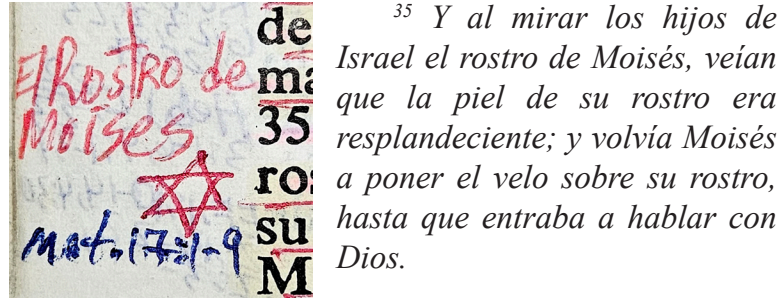 El Rostro de
Moises
Mat. 17:1-9
de
ma
35
ros
su
M
35 Y al mirar los hijos de
Israel el rostro de Moisés, veían
que la piel de su rostro era
resplandeciente; y volvía Moisés
a poner el velo sobre su rostro,
hasta que entraba a hablar con
Dios.